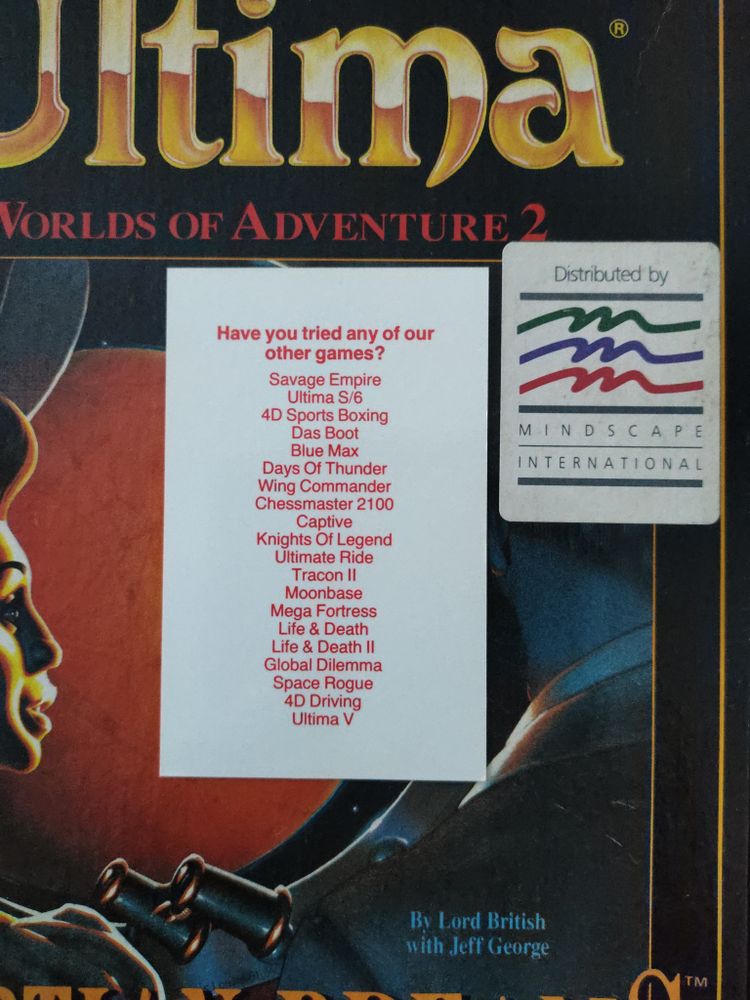 Ultima®
WORLDS OF ADVENTURE 2
Distributed by
MINDSCAPE
INTERNATIONAL
Have you tried any of our
other games?
Savage Empire
Ultima S/6
4D Sports Boxing
Das Boot
Blue Max
Days Of Thunder
Wing Commander
Chessmaster 2100
Captive
Knights Of Legend
Ultimate Ride
Tracon II
Moonbase
Mega Fortress
Life & Death
Life & Death II
Global Dilemma
Space Rogue
4D Driving
Ultima V
By Lord British
with Jeff George